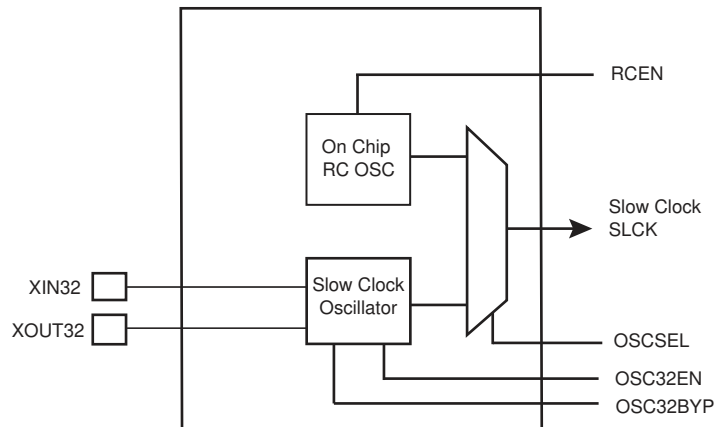 RCEN
On Chip
RC OSC
Slow Clock
SLCK
XIN32
Slow Clock
Oscillator
XOUT32
OSCSEL
OSC32EN
OSC32BYP